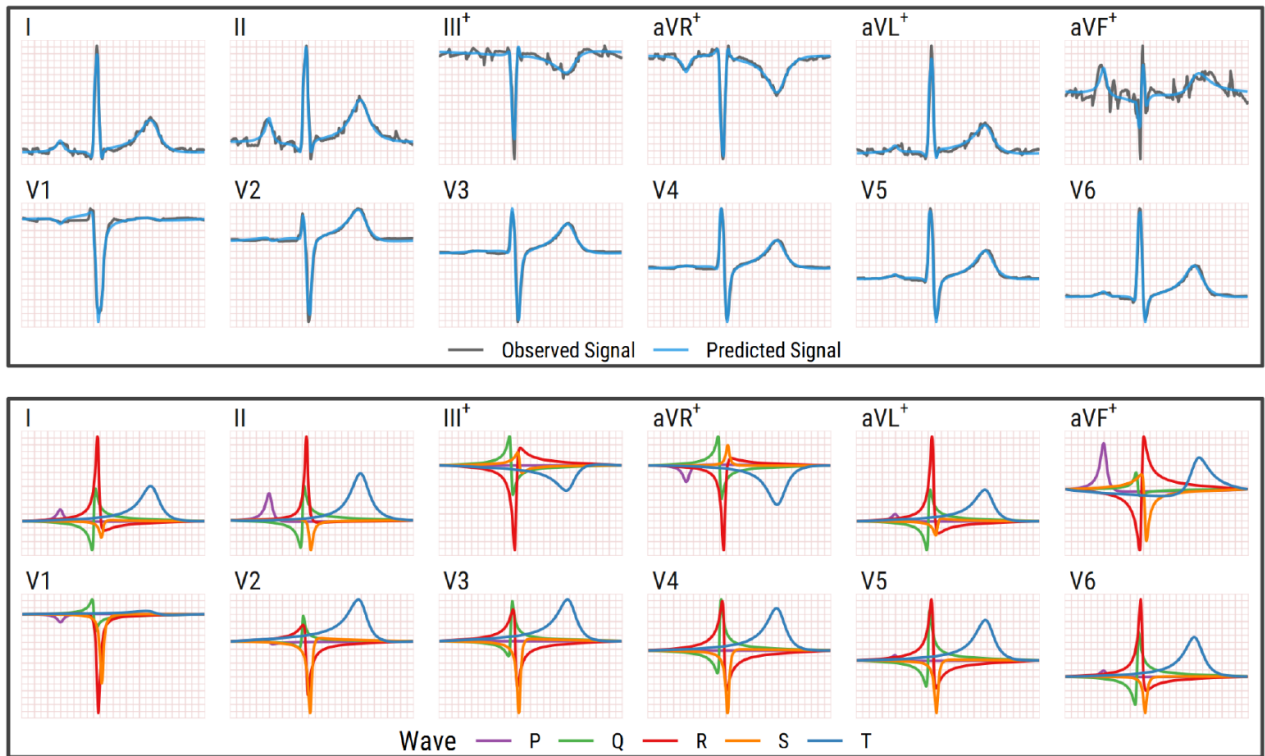 I II III+ aVR+ aVL+ aVF+
V1 V2 V3 V4 V5 V6
Observed Signal Predicted Signal
I II III+ aVR+ aVL+ aVF+
V1 V2 V3 V4 V5 V6
Wave P Q R S T